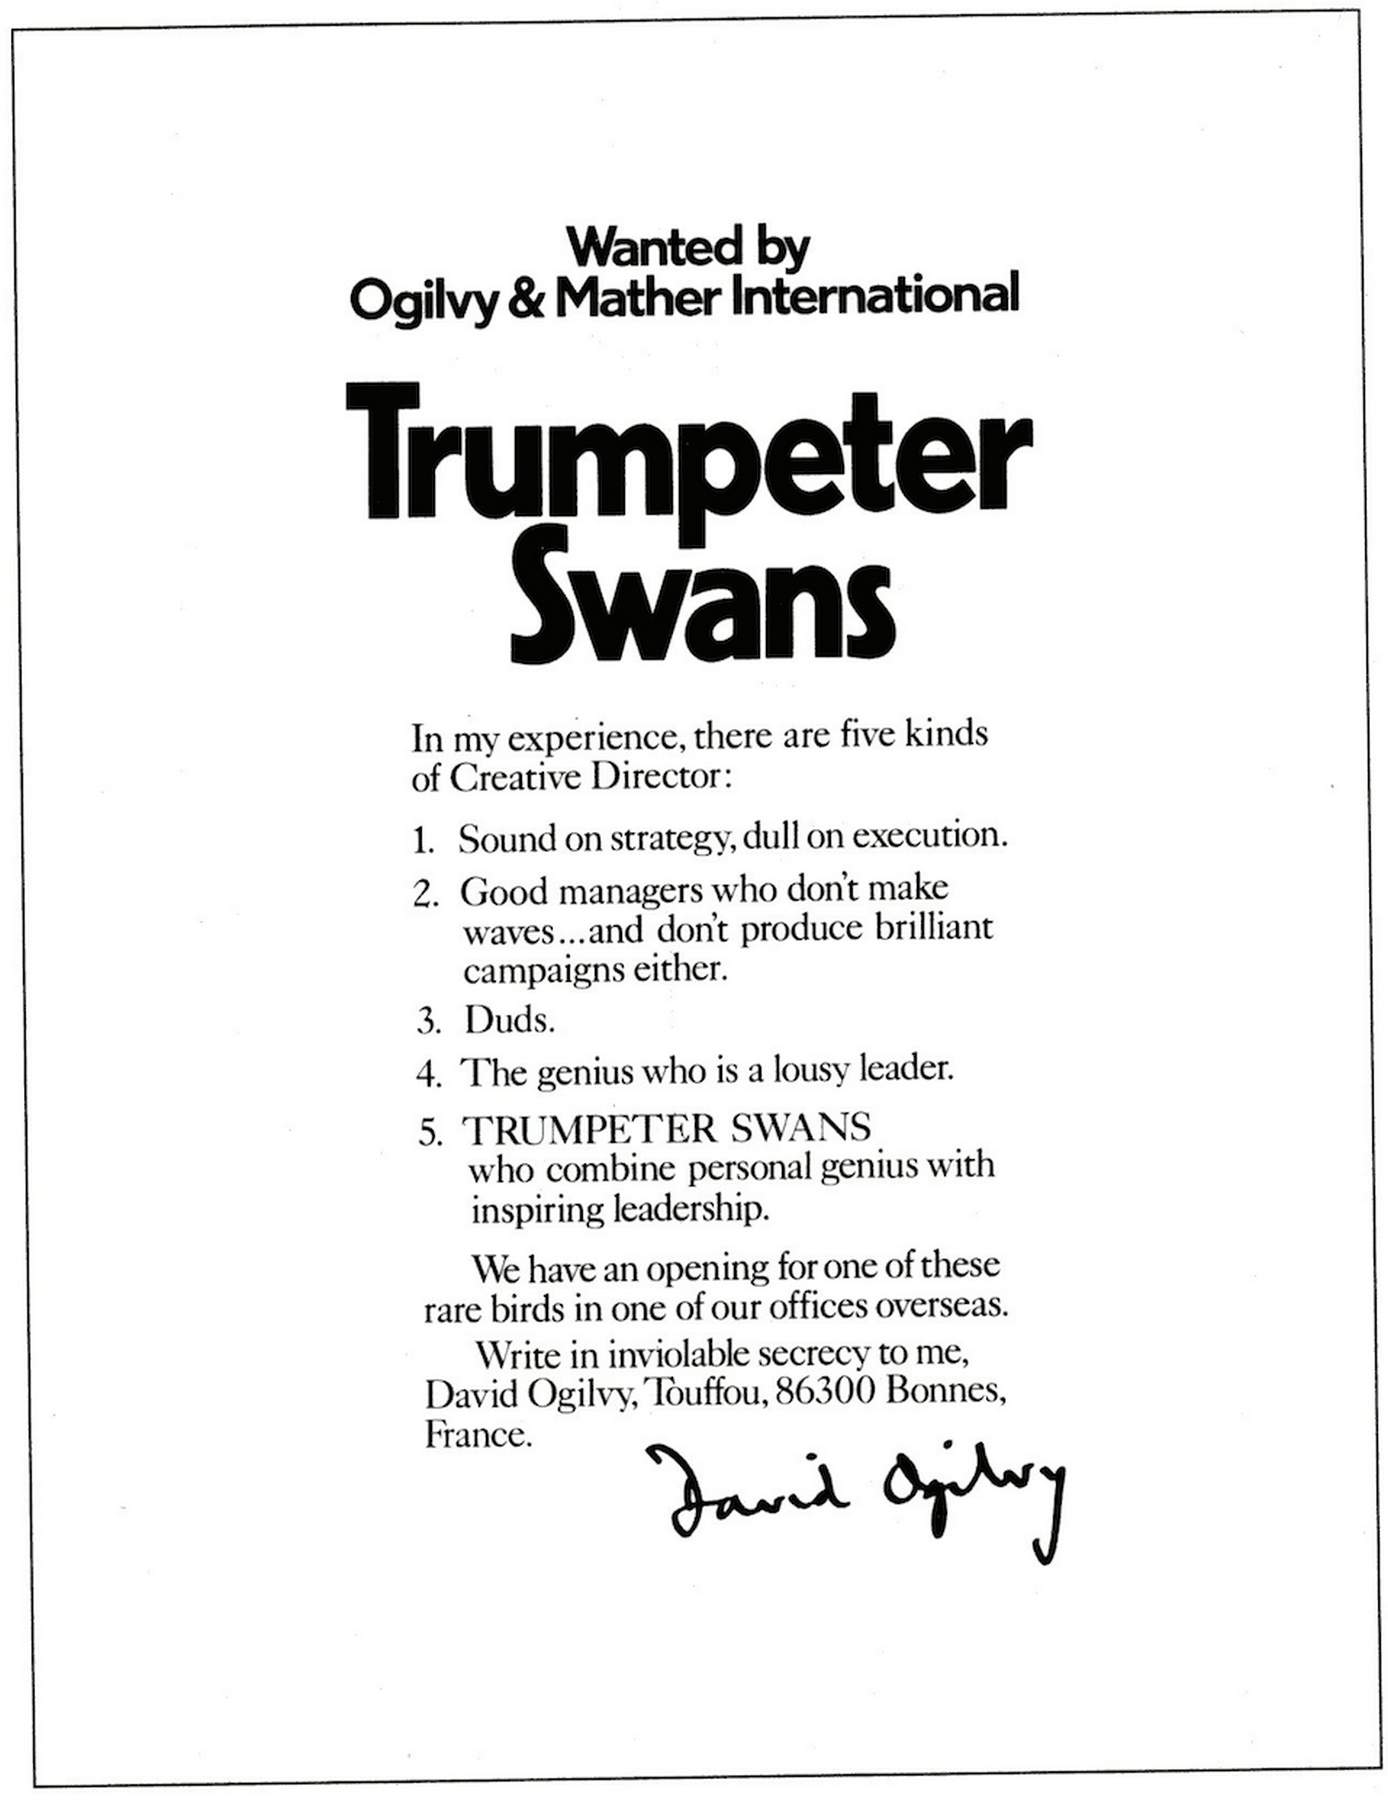 Wanted by
Ogilvy & Mather International
Trumpeter
Swans
In my experience, there are five kinds
of Creative Director:
1. Sound on strategy, dull on execution.
2. Good managers who don't make
waves...and don't produce brilliant
campaigns either.
3. Duds.
4. The genius who is a lousy leader.
5. TRUMPETER SWANS
who combine personal genius with
inspiring leadership.
We have an opening for one of these
rare birds in one of our offices overseas.
Write in inviolable secrecy to me,
David Ogilvy, Touffou, 86300 Bonnes,
France.
David Ogilvy